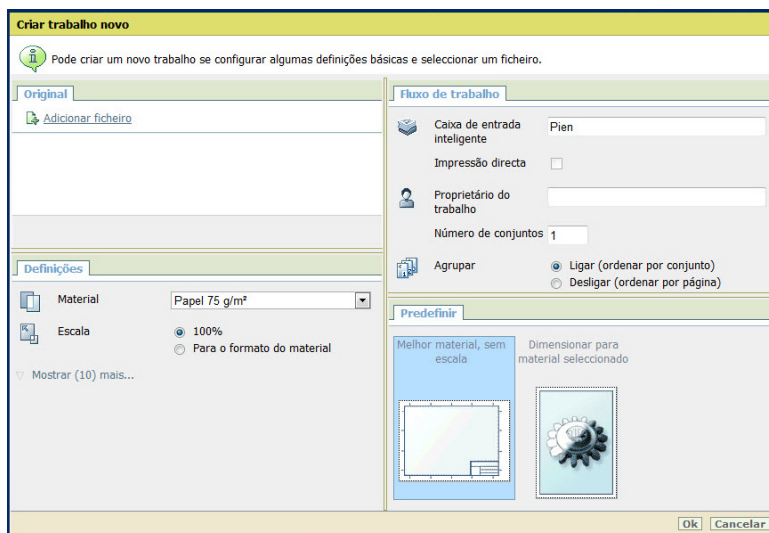 Criar trabalho novo
Pode criar um novo trabalho se configurar algumas definições básicas e seleccionar um ficheiro.
Original
Adicionar ficheiro
Definições
Material
Papel 75 g/m²
Escala
100%
Para o formato do material
Mostrar (10) mais...
Fluxo de trabalho
Caixa de entrada
inteligente
Pien
Impressão directa
Proprietário do
trabalho
Número de conjuntos
1
Agrupar
Ligar (ordenar por conjunto)
Desligar (ordenar por página)
Predefinir
Melhor material, sem
escala
Dimensionar para
material seleccionado
Ok
Cancelar